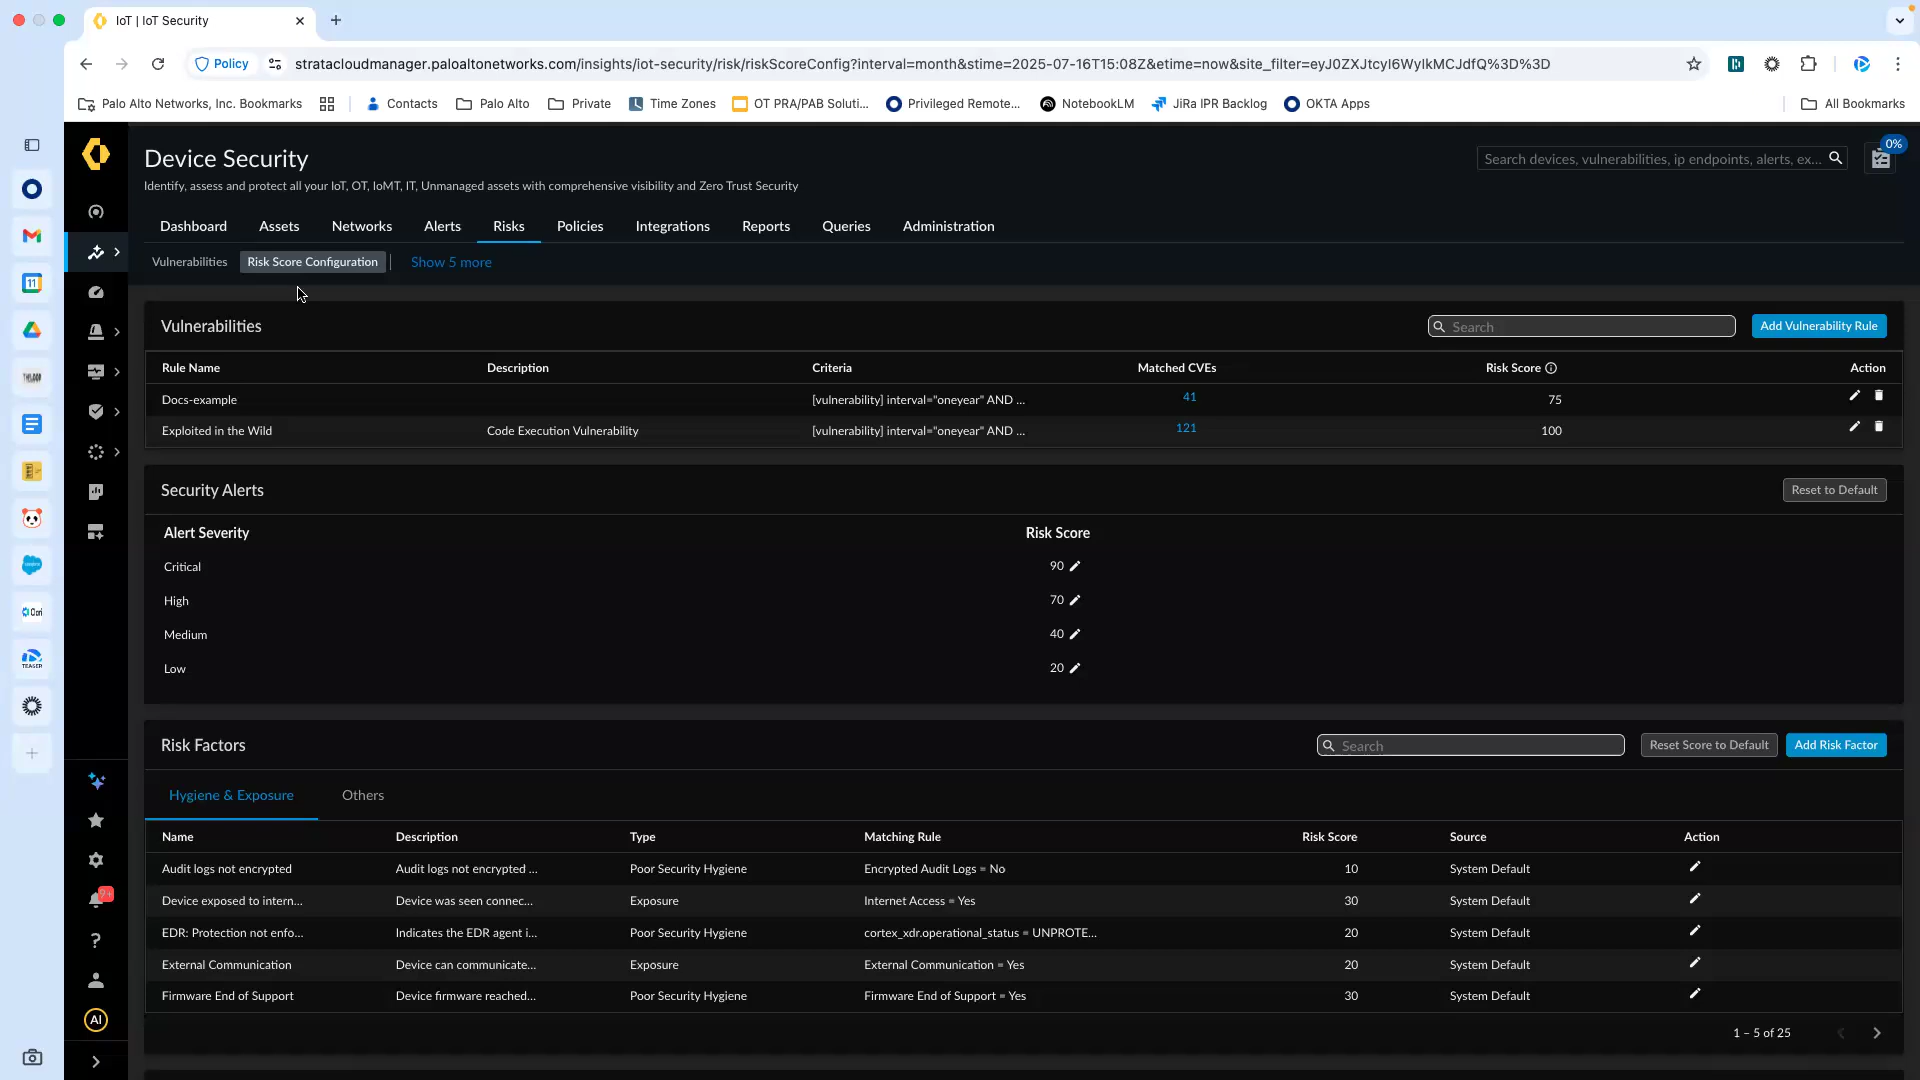 IoT | IoT Security
Policy
stratacloudmanager.paloaltonetworks.com/insights/iot-security/risk/riskScoreConfig?interval=month&stime=2025-07-16T15:08Z&etime=now&site_filter=eyJ0ZXJtcyI6WylkMCJdfQ%3D%3D
Palo Alto Networks, Inc. Bookmarks
Contacts
Palo Alto
Private
Time Zones
OT PRA/PAB Soluti...
Privileged Remote...
NotebookLM
JiRa IPR Backlog
OKTA Apps
All Bookmarks
Device Security
Search devices, vulnerabilities, ip endpoints, alerts, ex...
0%
Identify, assess and protect all your IoT, OT, IoMT, IT, Unmanaged assets with comprehensive visibility and Zero Trust Security
Dashboard Assets Networks Alerts Risks Policies Integrations Reports Queries Administration
Vulnerabilities Risk Score Configuration Show 5 more
Vulnerabilities Search Add Vulnerability Rule
Rule Name Description Criteria Matched CVEs Risk Score Action
Docs-example [vulnerability] interval="oneyear" AND ... 41 75
Exploited in the Wild Code Execution Vulnerability [vulnerability] interval="oneyear" AND ... 121 100
Security Alerts Reset to Default
Alert Severity Risk Score
Critical 90
High 70
Medium 40
Low 20
Risk Factors Search Reset Score to Default Add Risk Factor
Hygiene & Exposure Others
Name Description Type Matching Rule Risk Score Source Action
Audit logs not encrypted Audit logs not encrypted ... Poor Security Hygiene Encrypted Audit Logs = No 10 System Default
Device exposed to intern... Device was seen connec... Exposure Internet Access = Yes 30 System Default
EDR: Protection not enfo... Indicates the EDR agent i... Poor Security Hygiene cortex_xdr.operational_status = UNPROTE... 20 System Default
External Communication Device can communicate... Exposure External Communication = Yes 20 System Default
Firmware End of Support Device firmware reached... Poor Security Hygiene Firmware End of Support = Yes 30 System Default
1 – 5 of 25
11
TEASER
9+
AI